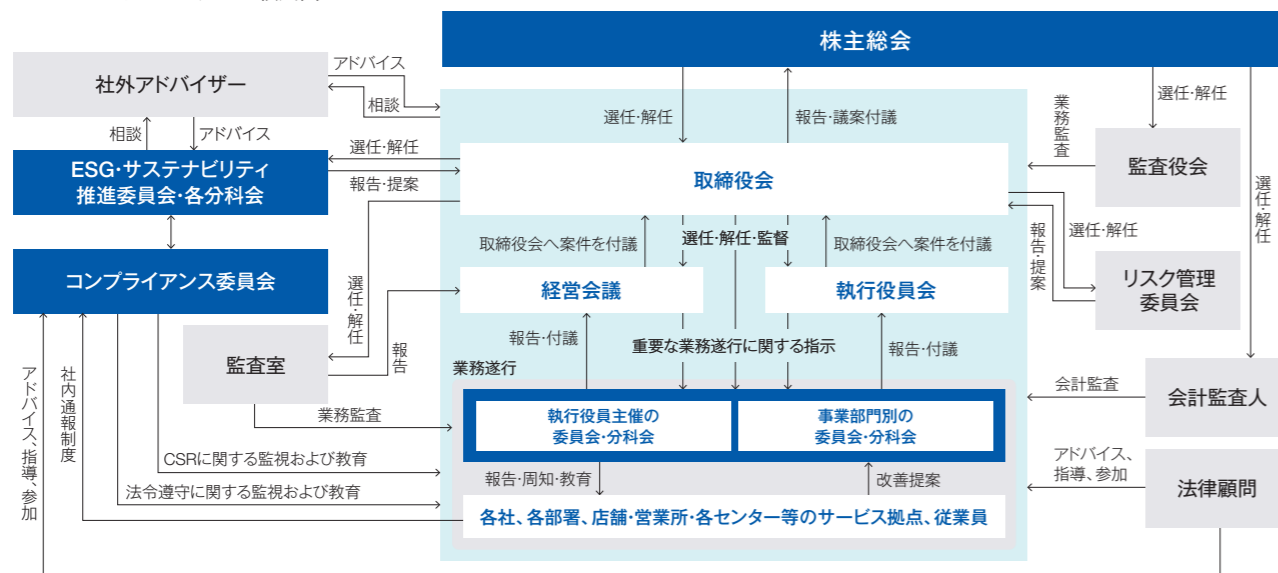 株主総会
社外アドバイザー
アドバイス
相談
選任・解任
報告・議案付議
業務監査
選任・解任
相談
アドバイス
ESG・サステナビリティ
推進委員会・各分科会
選任・解任
報告・提案
取締役会
監査役会
選任・解任
取締役会へ案件を付議
選任・解任・監督
取締役会へ案件を付議
報告・提案
選任・解任
コンプライアンス委員会
選任・解任
経営会議
執行役員会
リスク管理
委員会
監査室
報告
報告・付議
重要な業務遂行に関する指示
報告・付議
業務遂行
アドバイス、指導、参加
社内通報制度
業務監査
執行役員主催の
委員会・分科会
事業部門別の
委員会・分科会
会計監査
会計監査人
CSRに関する監視および教育
報告・周知・教育
改善提案
アドバイス、
指導、参加
法律顧問
法令遵守に関する監視および教育
各社、各部署、店舗・営業所・各センター等のサービス拠点、従業員